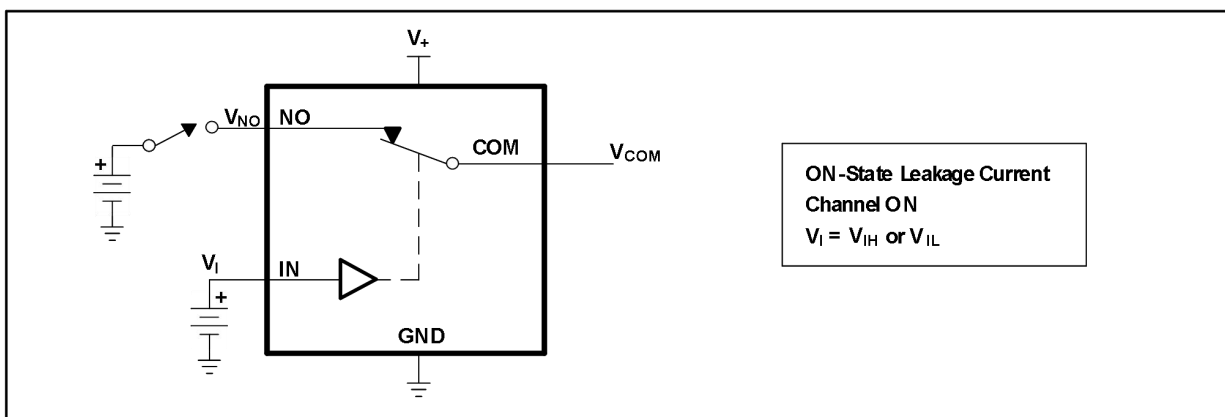 V+
VNO NO
COM
VCOM
+
VI
IN
+
GND
ON-State Leakage Current
Channel ON
VI = VIH or VIL